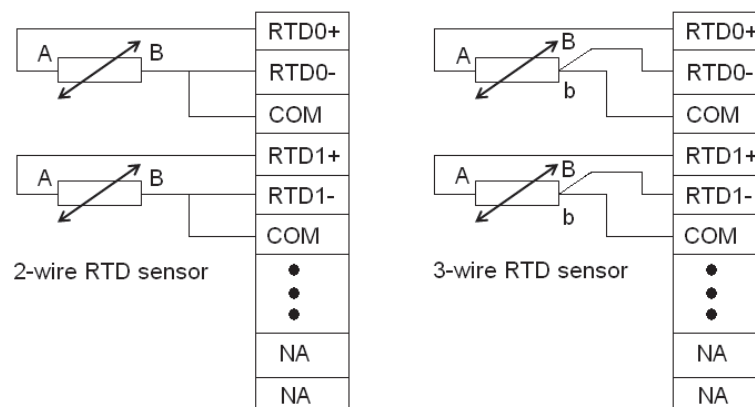 RTD0+
A
B
RTD0-
COM
RTD1+
A
B
RTD1-
COM
2-wire RTD sensor
NA
NA
RTD0+
A
B
RTD0-
b
COM
RTD1+
A
B
RTD1-
b
COM
3-wire RTD sensor
NA
NA